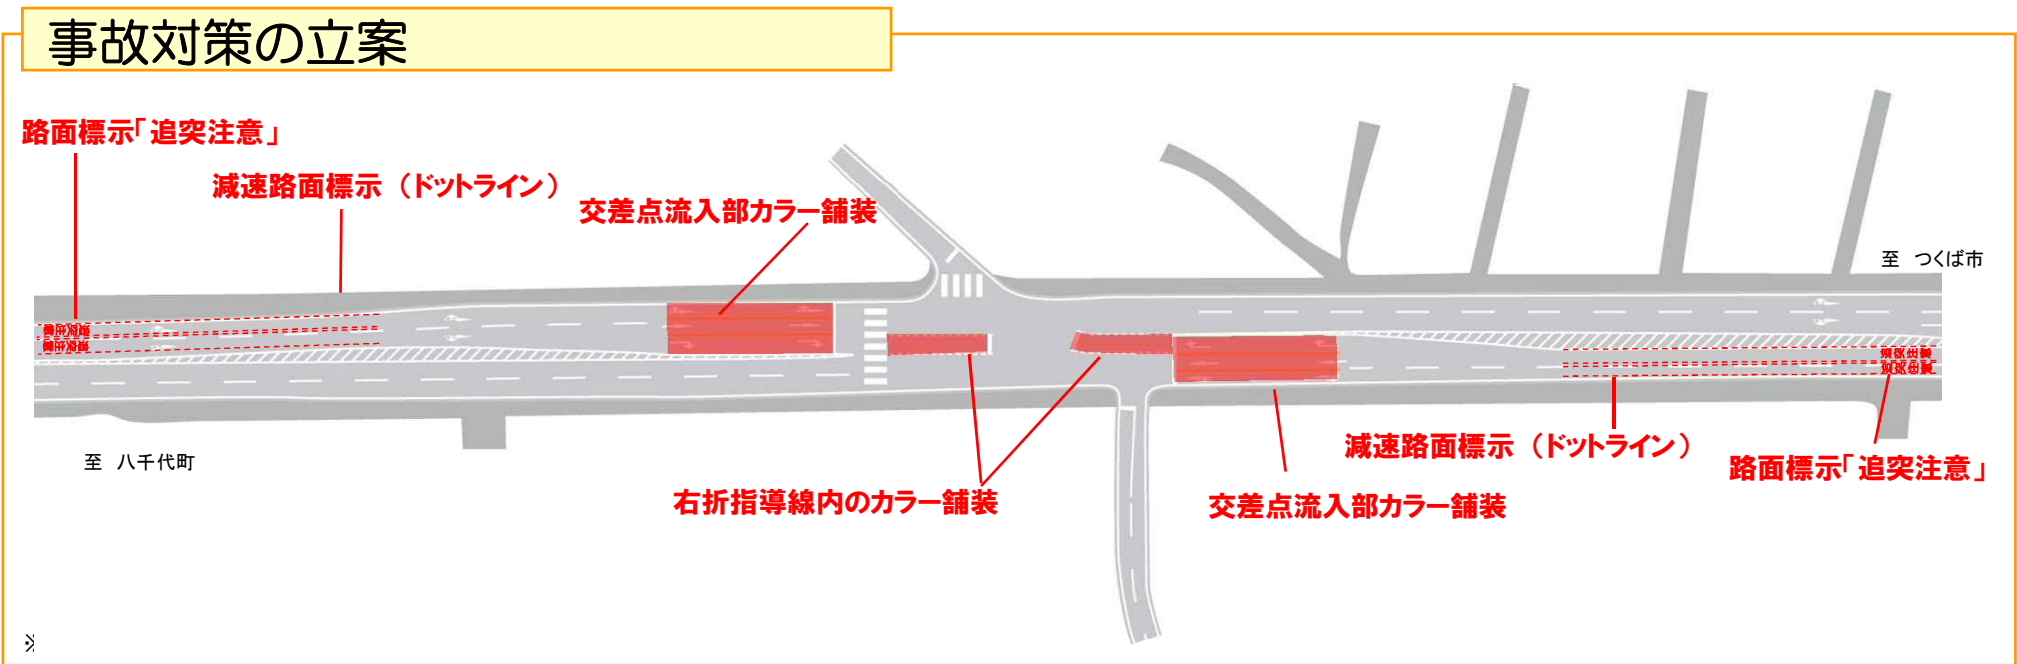 事故対策の立案
路面標示「追突注意」
減速路面標示（ドットライン）
交差点流入部カラー舗装
至 つくば市
至 八千代町
右折指導線内のカラー舗装
減速路面標示（ドットライン）
路面標示「追突注意」
交差点流入部カラー舗装
※